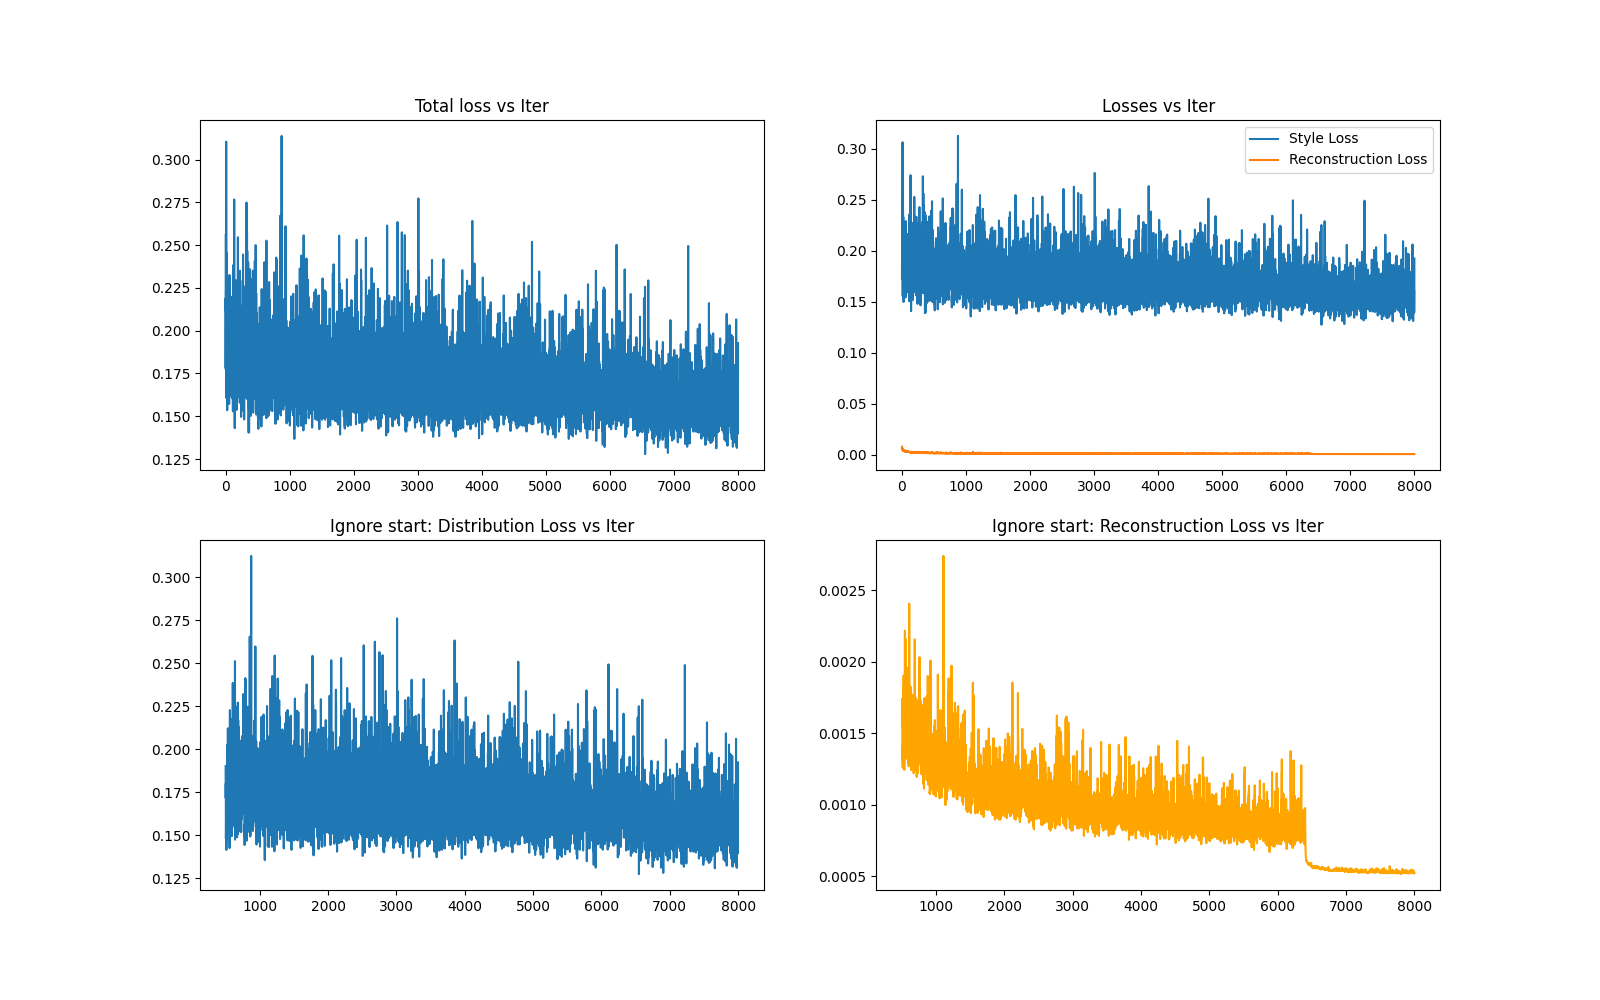 Total loss vs Iter
0.300
0.275
0.250
0.225
0.200
0.175
0.150
0.125
0 1000 2000 3000 4000 5000 6000 7000 8000
Losses vs Iter
Style Loss
Reconstruction Loss
0.30
0.25
0.20
0.15
0.10
0.05
0.00
0 1000 2000 3000 4000 5000 6000 7000 8000
Ignore start: Distribution Loss vs Iter
0.300
0.275
0.250
0.225
0.200
0.175
0.150
0.125
1000 2000 3000 4000 5000 6000 7000 8000
Ignore start: Reconstruction Loss vs Iter
0.0025
0.0020
0.0015
0.0010
0.0005
1000 2000 3000 4000 5000 6000 7000 8000